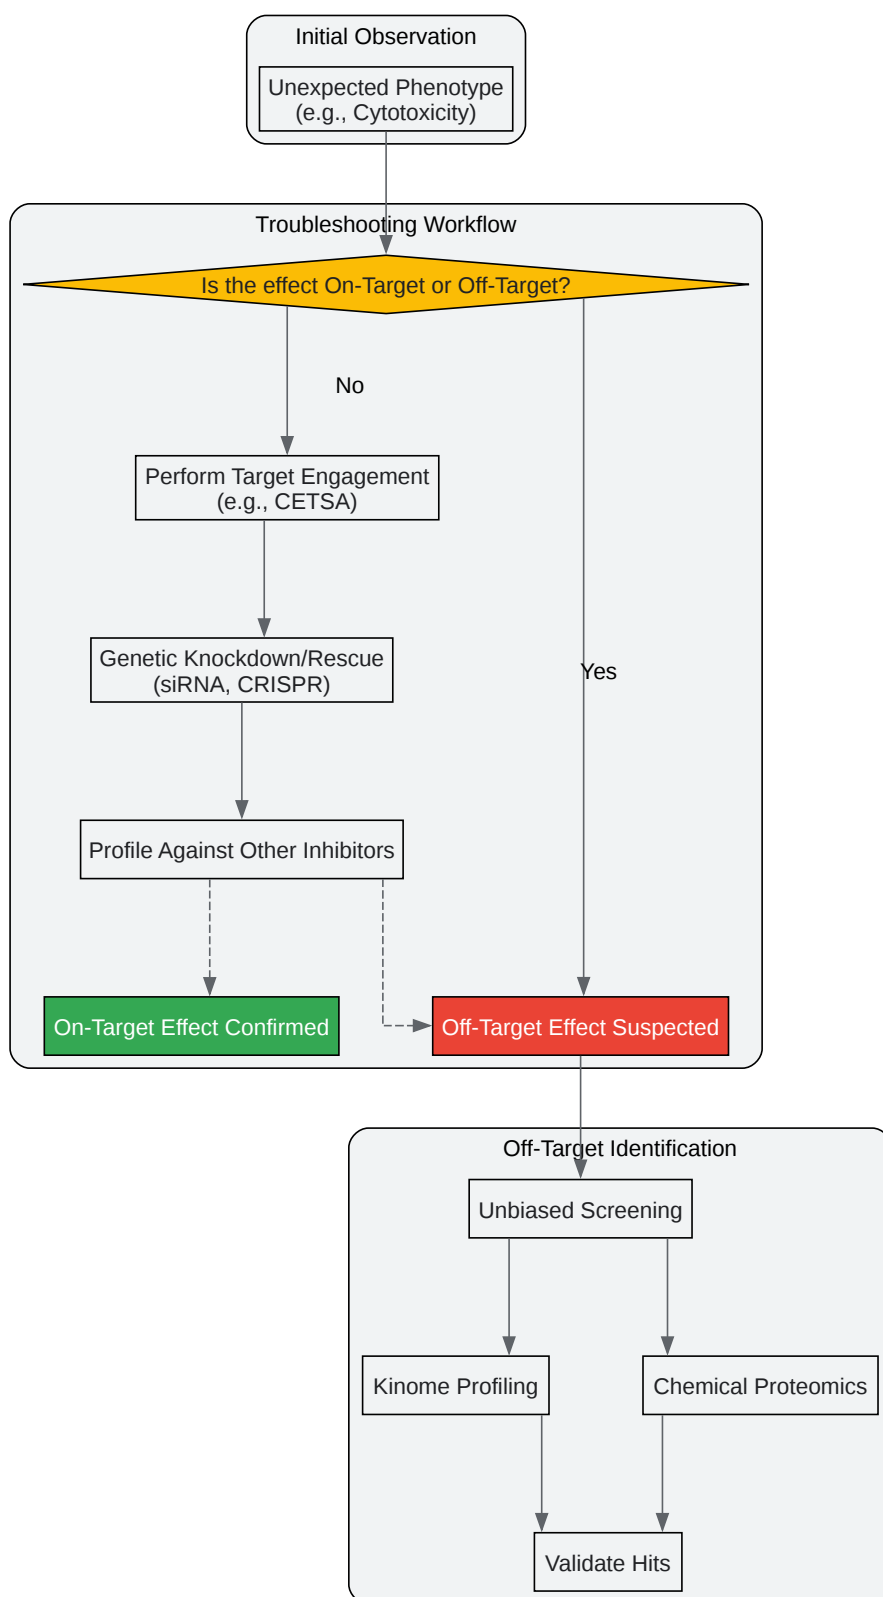 Initial Observation
Unexpected Phenotype
(e.g., Cytotoxicity)
Troubleshooting Workflow
Is the effect On-Target or Off-Target?
No
Perform Target Engagement
(e.g., CETSA)
Genetic Knockdown/Rescue
(siRNA, CRISPR)
Yes
Profile Against Other Inhibitors
On-Target Effect Confirmed
Off-Target Effect Suspected
Off-Target Identification
Unbiased Screening
Kinome Profiling
Chemical Proteomics
Validate Hits